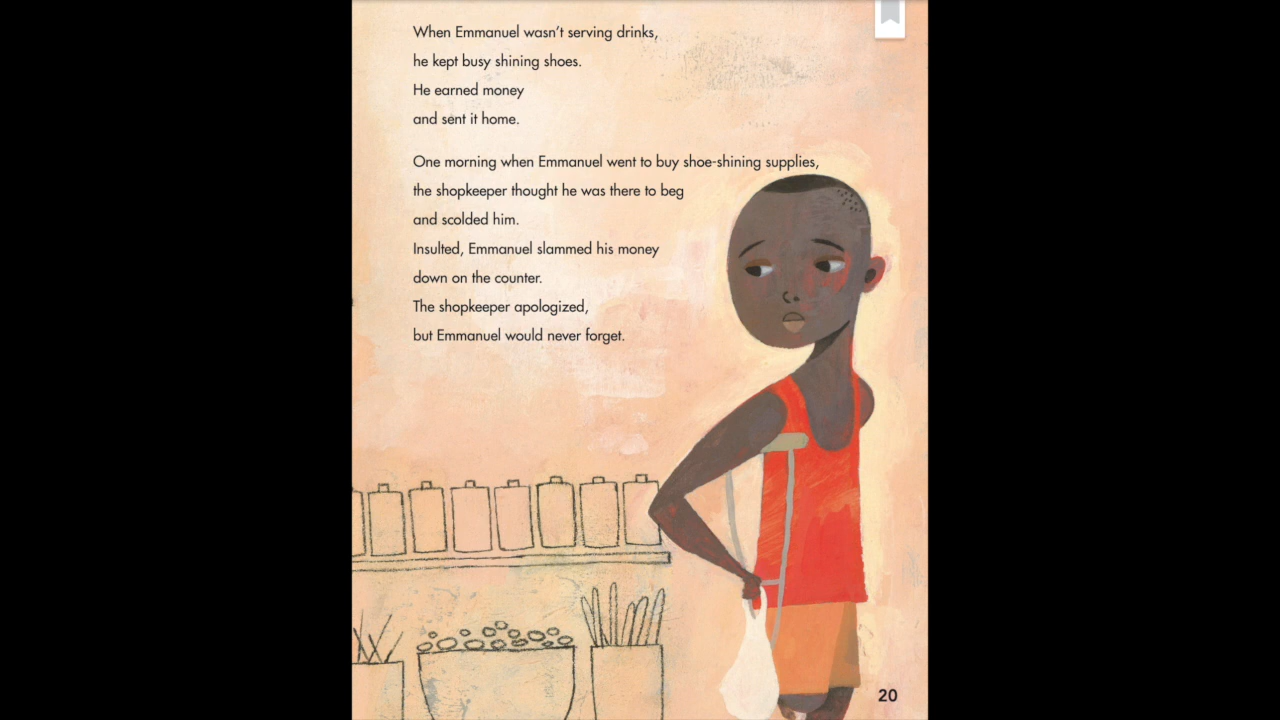 When Emmanuel wasn’t serving drinks,
he kept busy shining shoes.
He earned money
and sent it home.
One morning when Emmanuel went to buy shoe-shining supplies,
the shopkeeper thought he was there to beg
and scolded him.
Insulted, Emmanuel slammed his money
down on the counter.
The shopkeeper apologized,
but Emmanuel would never forget.
20